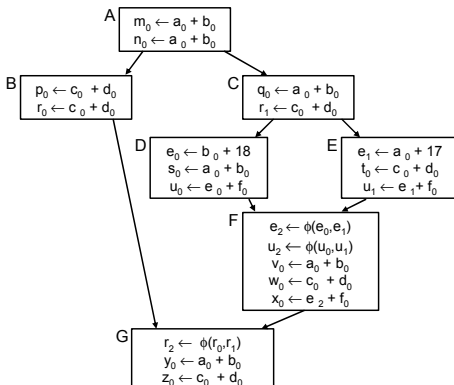 A
m₀ ← a₀ + b₀
n₀ ← a₀ + b₀
B
p₀ ← c₀ + d₀
r₀ ← c₀ + d₀
C
q₀ ← a₀ + b₀
r₁ ← c₀ + d₀
D
e₀ ← b₀ + 18
s₀ ← a₀ + b₀
u₀ ← e₀ + f₀
E
e₁ ← a₀ + 17
t₀ ← c₀ + d₀
u₁ ← e₁ + f₀
F
e₂ ← ϕ(e₀,e₁)
u₂ ← ϕ(u₀,u₁)
v₀ ← a₀ + b₀
w₀ ← c₀ + d₀
x₀ ← e₂ + f₀
G
r₂ ← ϕ(r₀,r₁)
y₀ ← a₀ + b₀
z₀ ← c₀ + d₀